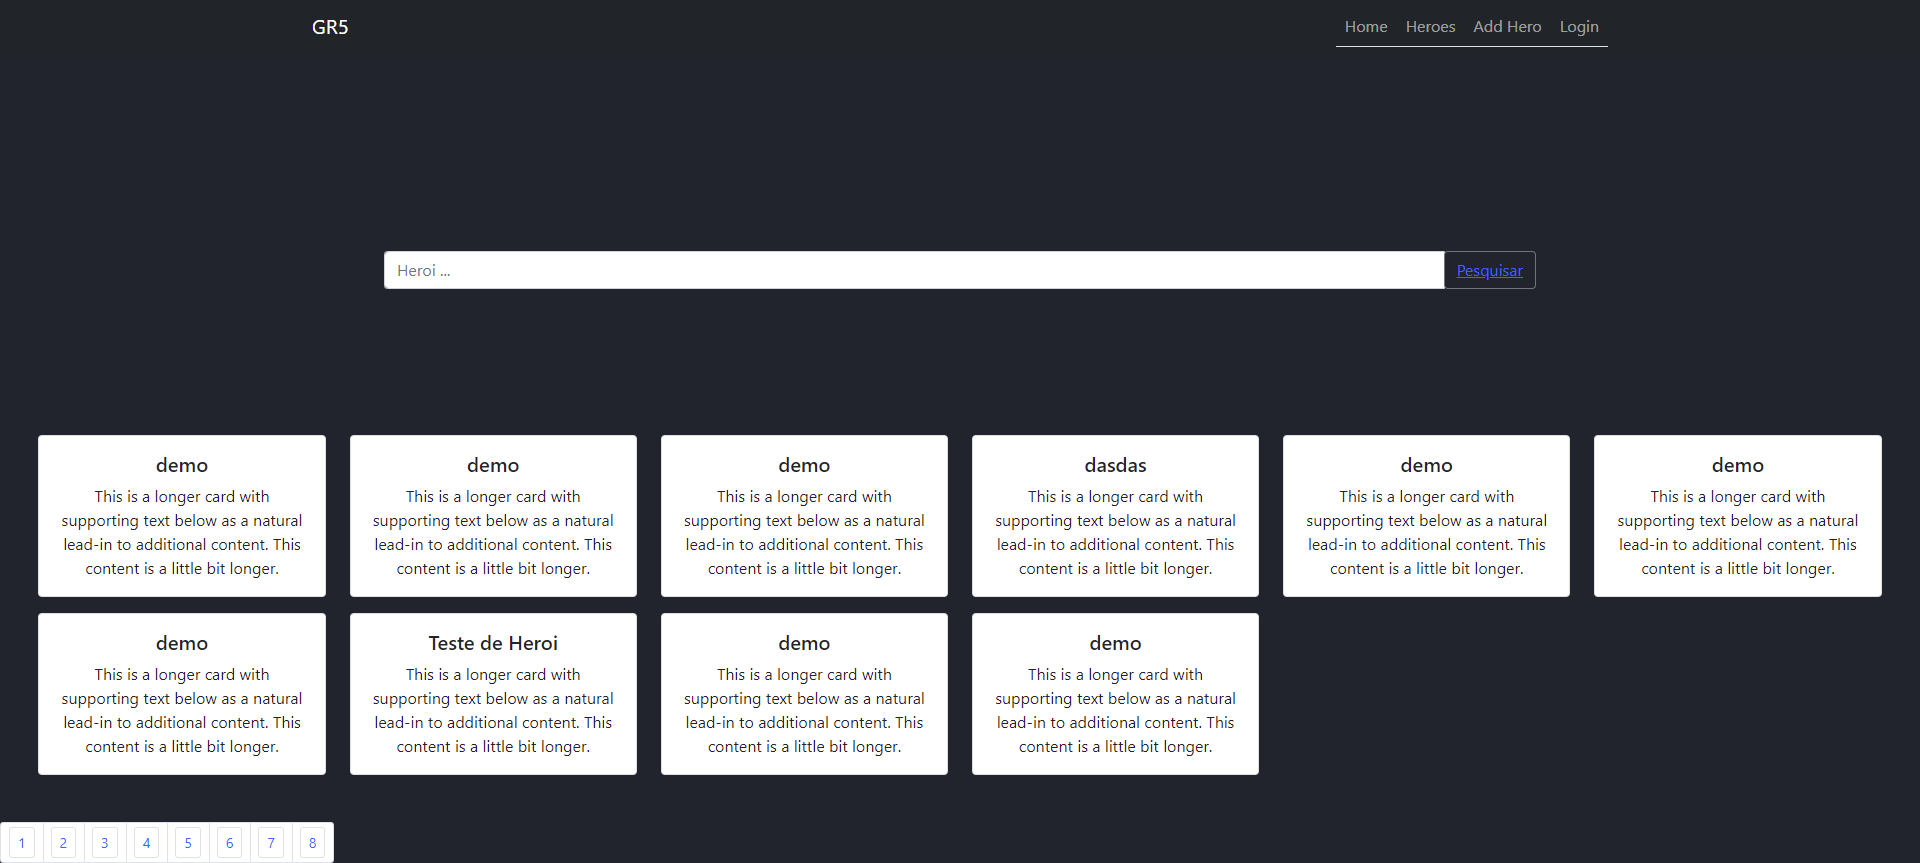 GR5
Home Heroes Add Hero Login
Heroi ...
Pesquisar
demo
This is a longer card with
supporting text below as a natural
lead-in to additional content. This
content is a little bit longer.
demo
This is a longer card with
supporting text below as a natural
lead-in to additional content. This
content is a little bit longer.
demo
This is a longer card with
supporting text below as a natural
lead-in to additional content. This
content is a little bit longer.
dasdas
This is a longer card with
supporting text below as a natural
lead-in to additional content. This
content is a little bit longer.
demo
This is a longer card with
supporting text below as a natural
lead-in to additional content. This
content is a little bit longer.
demo
This is a longer card with
supporting text below as a natural
lead-in to additional content. This
content is a little bit longer.
demo
This is a longer card with
supporting text below as a natural
lead-in to additional content. This
content is a little bit longer.
Teste de Heroi
This is a longer card with
supporting text below as a natural
lead-in to additional content. This
content is a little bit longer.
demo
This is a longer card with
supporting text below as a natural
lead-in to additional content. This
content is a little bit longer.
demo
This is a longer card with
supporting text below as a natural
lead-in to additional content. This
content is a little bit longer.
1 2 3 4 5 6 7 8